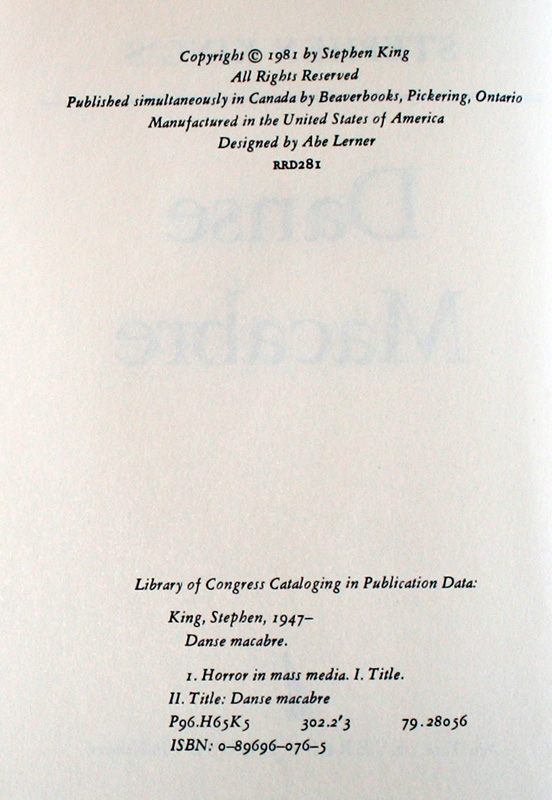 Copyright © 1981 by Stephen King
All Rights Reserved
Published simultaneously in Canada by Beaverbooks, Pickering, Ontario
Manufactured in the United States of America
Designed by Abe Lerner
RRD281
Danse
Macabre
Library of Congress Cataloging in Publication Data:
King, Stephen, 1947–
Danse macabre.
1. Horror in mass media. I. Title.
II. Title: Danse macabre
P96.H65K5 302.2'3 79.28056
ISBN: 0–89696–076–5